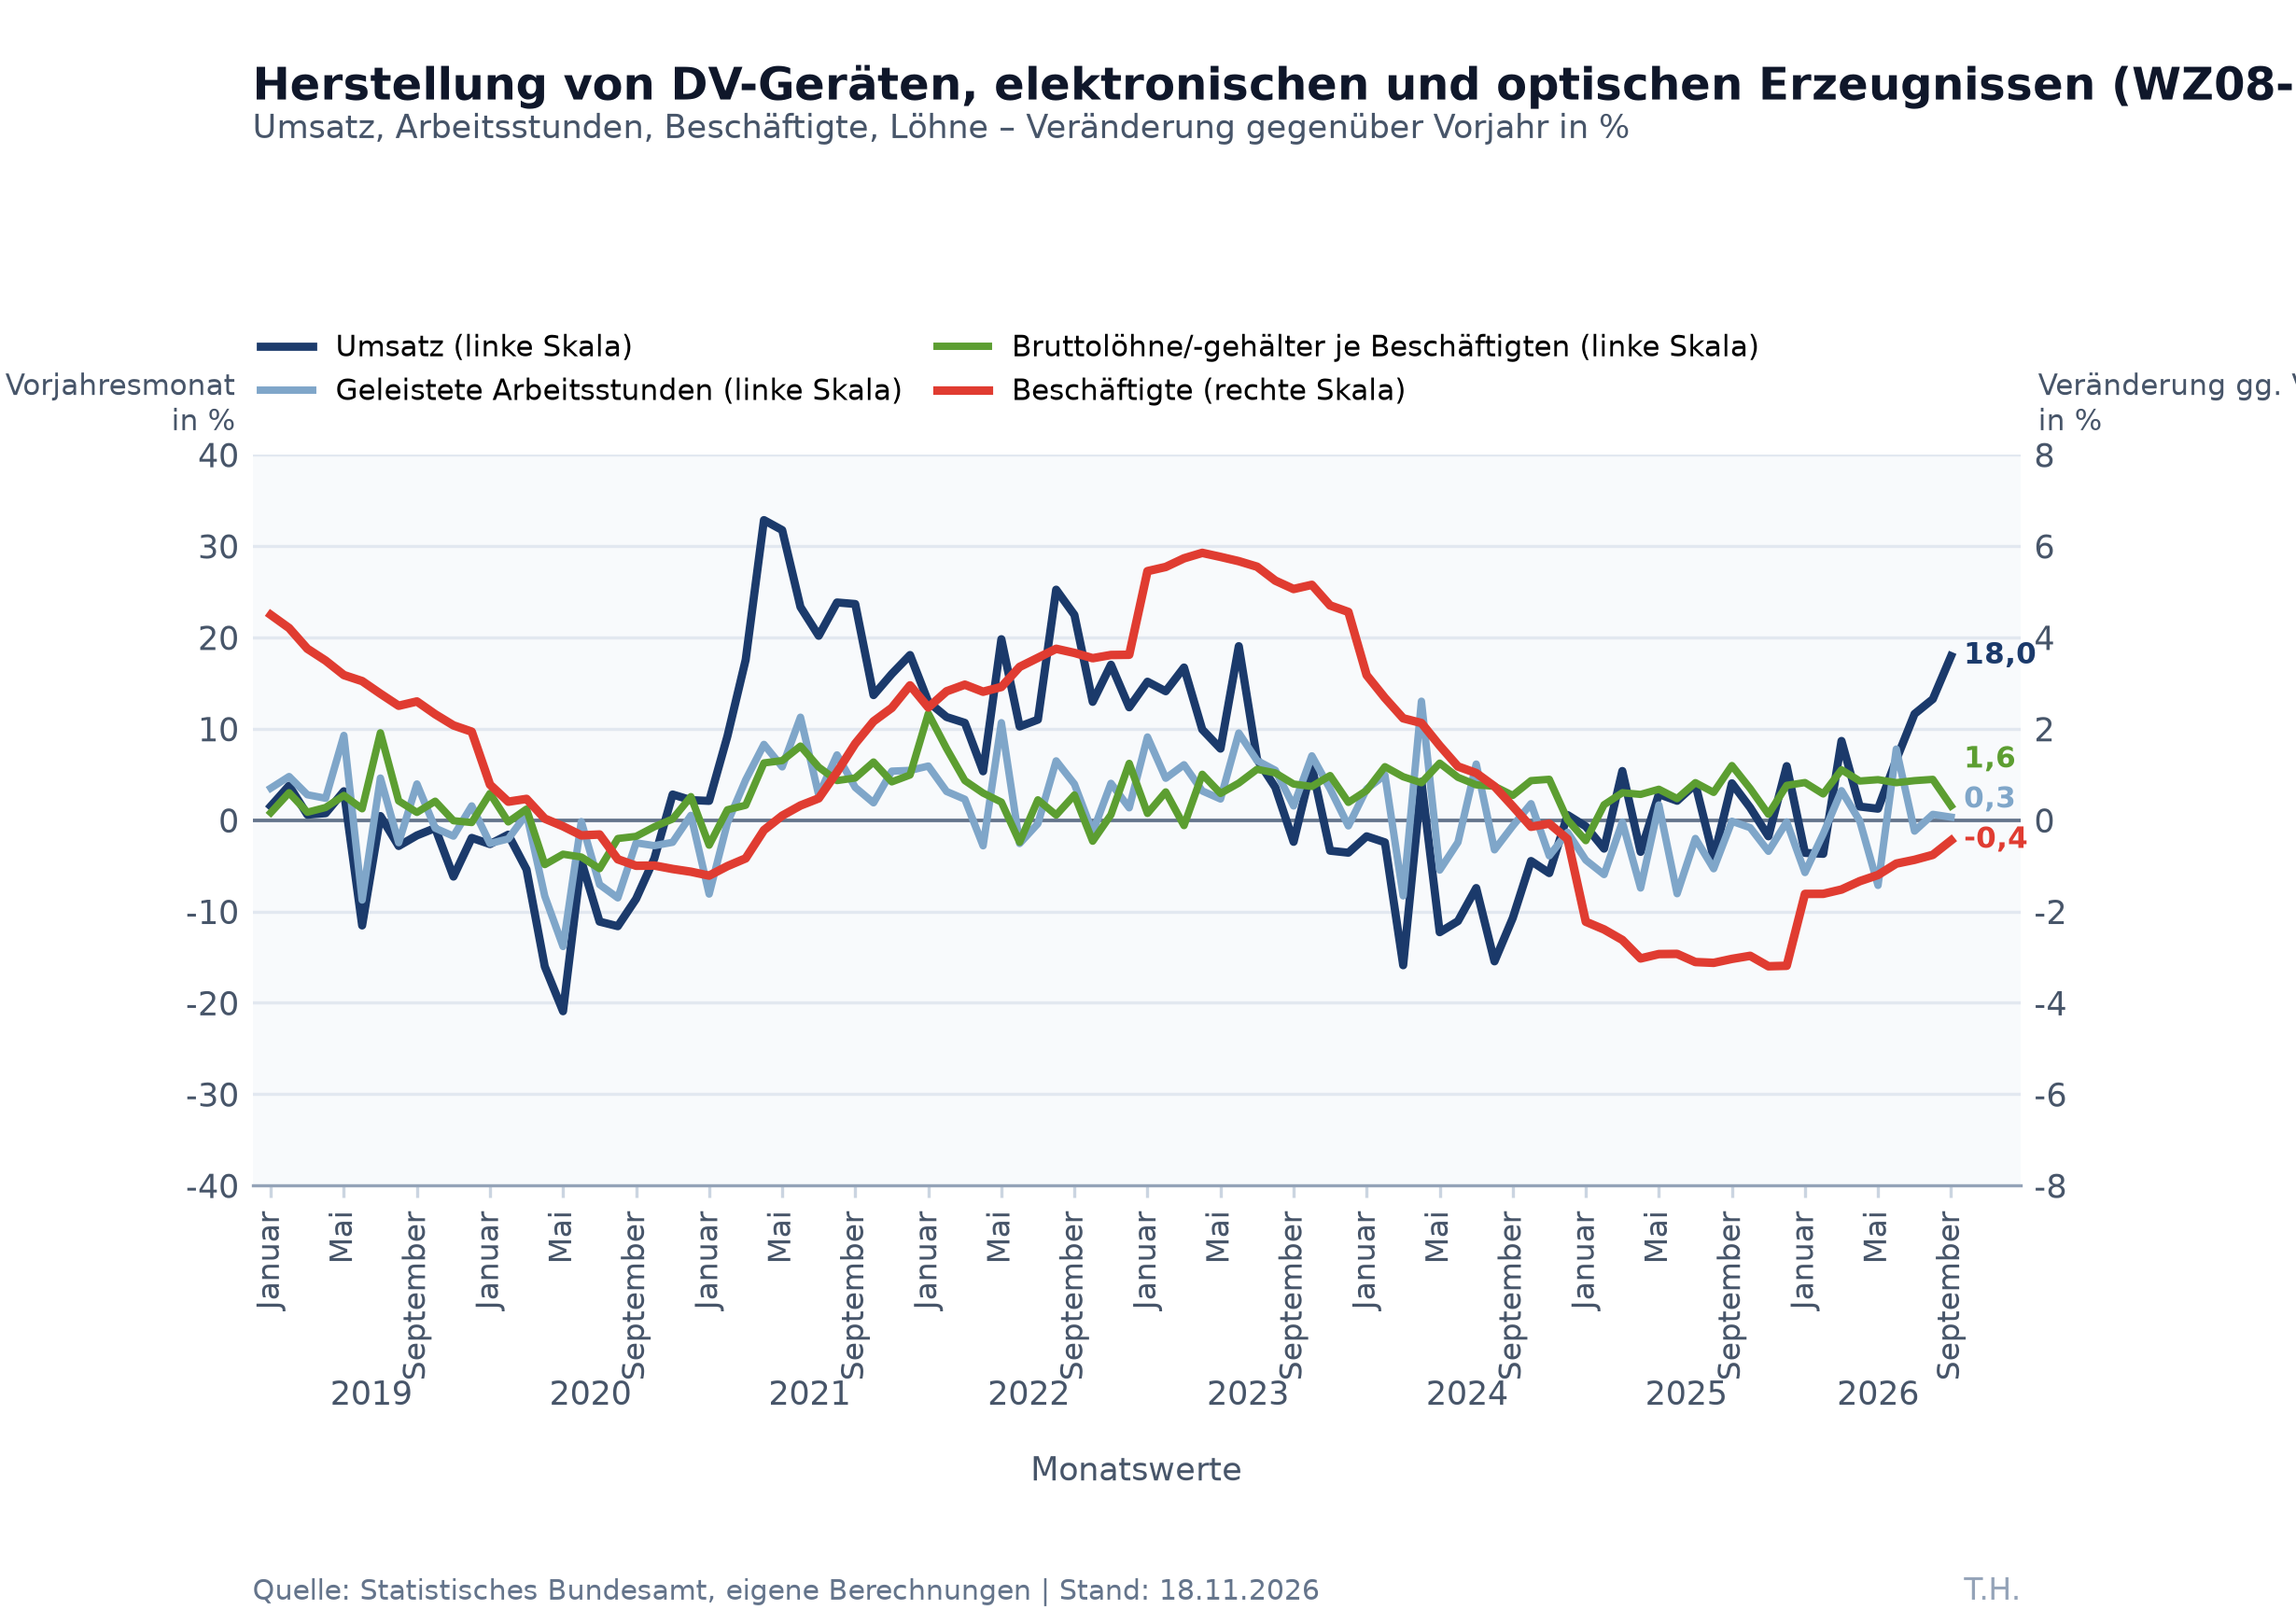 Herstellung von DV-Geräten, elektronischen und optischen Erzeugnissen (WZ08-
Umsatz, Arbeitsstunden, Beschäftigte, Löhne – Veränderung gegenüber Vorjahr in %
Umsatz (linke Skala)
Geleistete Arbeitsstunden (linke Skala)
Bruttolöhne/-gehälter je Beschäftigten (linke Skala)
Beschäftigte (rechte Skala)
Vorjahresmonat
in %
Veränderung gg.
in %
40
30
20
10
0
-10
-20
-30
-40
8
6
4
2
0
-2
-4
-6
-8
18,0
1,6
0,3
-0,4
Januar
Mai
September
Januar
Mai
September
Januar
Mai
September
Januar
Mai
September
Januar
Mai
September
Januar
Mai
September
Januar
Mai
September
Januar
Mai
September
2019
2020
2021
2022
2023
2024
2025
2026
Monatswerte
Quelle: Statistisches Bundesamt, eigene Berechnungen | Stand: 18.11.2026
T.H.